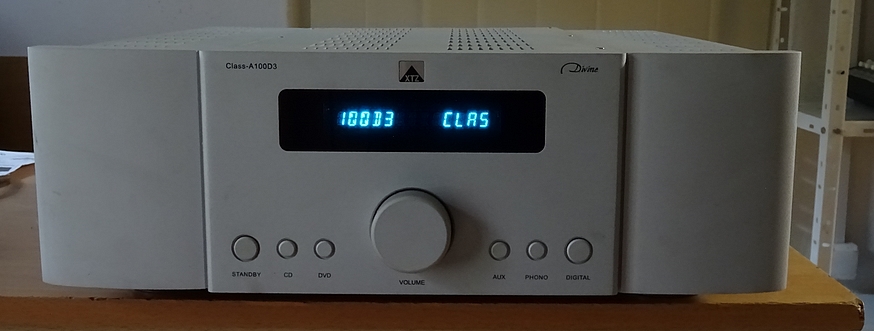 Class-A100D3
XTZ
Divine
100D3 CLAS
STANDBY
CD
DVD
VOLUME
AUX
PHONO
DIGITAL